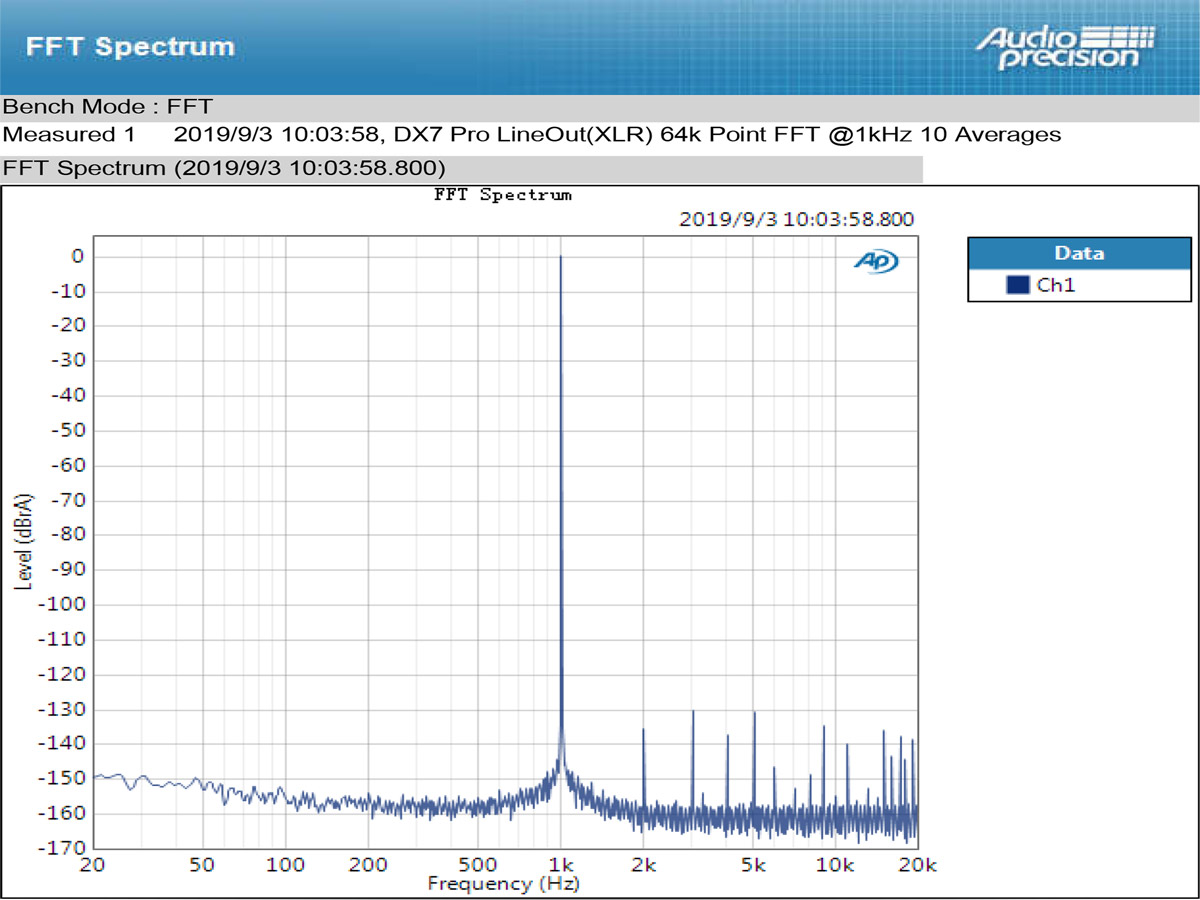 FFT Spectrum
Audio precision
Bench Mode : FFT
Measured 1 2019/9/3 10:03:58, DX7 Pro LineOut(XLR) 64k Point FFT @1kHz 10 Averages
FFT Spectrum (2019/9/3 10:03:58.800)
FFT Spectrum
2019/9/3 10:03:58.800
AP
Data
Ch1
Level (dBrA)
0
-10
-20
-30
-40
-50
-60
-70
-80
-90
-100
-110
-120
-130
-140
-150
-160
-170
20 50 100 200 500 1k 2k 5k 10k 20k
Frequency (Hz)